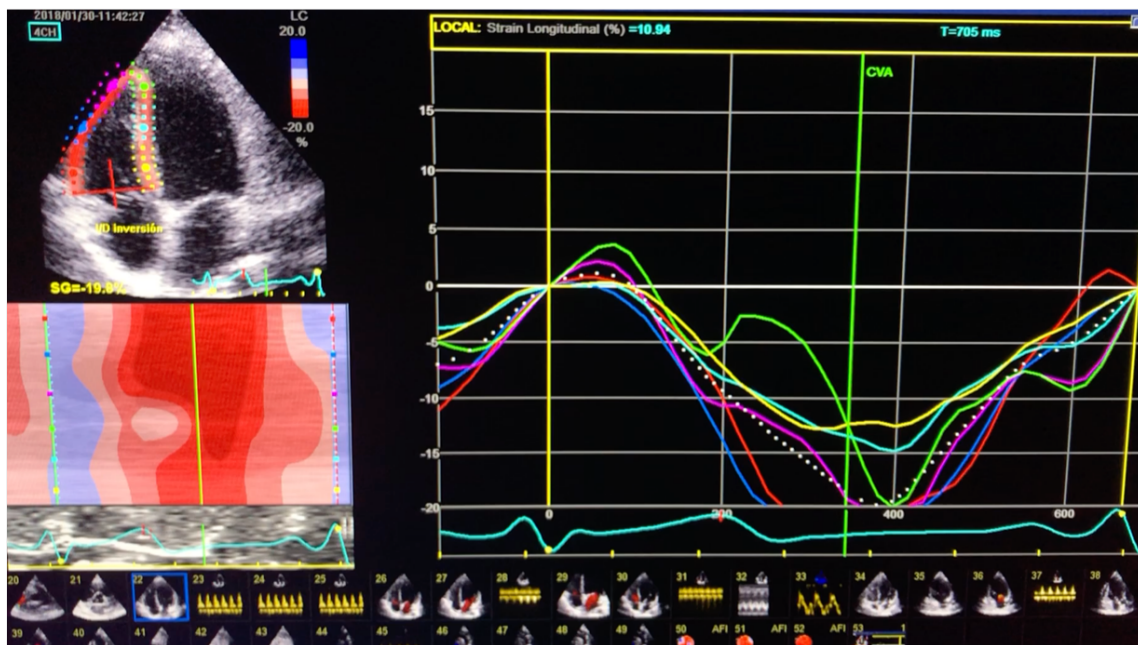 2018/01/30-11:42:27
4CH
LC
20.0
-20.0
%
I/D Inversión
SG=-19.9%
LOCAL: Strain Longitudinal (%) =10.94
T=705 ms
CVA
15
10
5
0
-5
-10
-15
-20
0
200
400
600
20 21 22 23 24 25 26 27 28 29 30 31 32 33 34 35 36 37 38
39 40 41 42 43 44 45 46 47 48 49 50 AFI 51 AFI 52 AFI 53 1